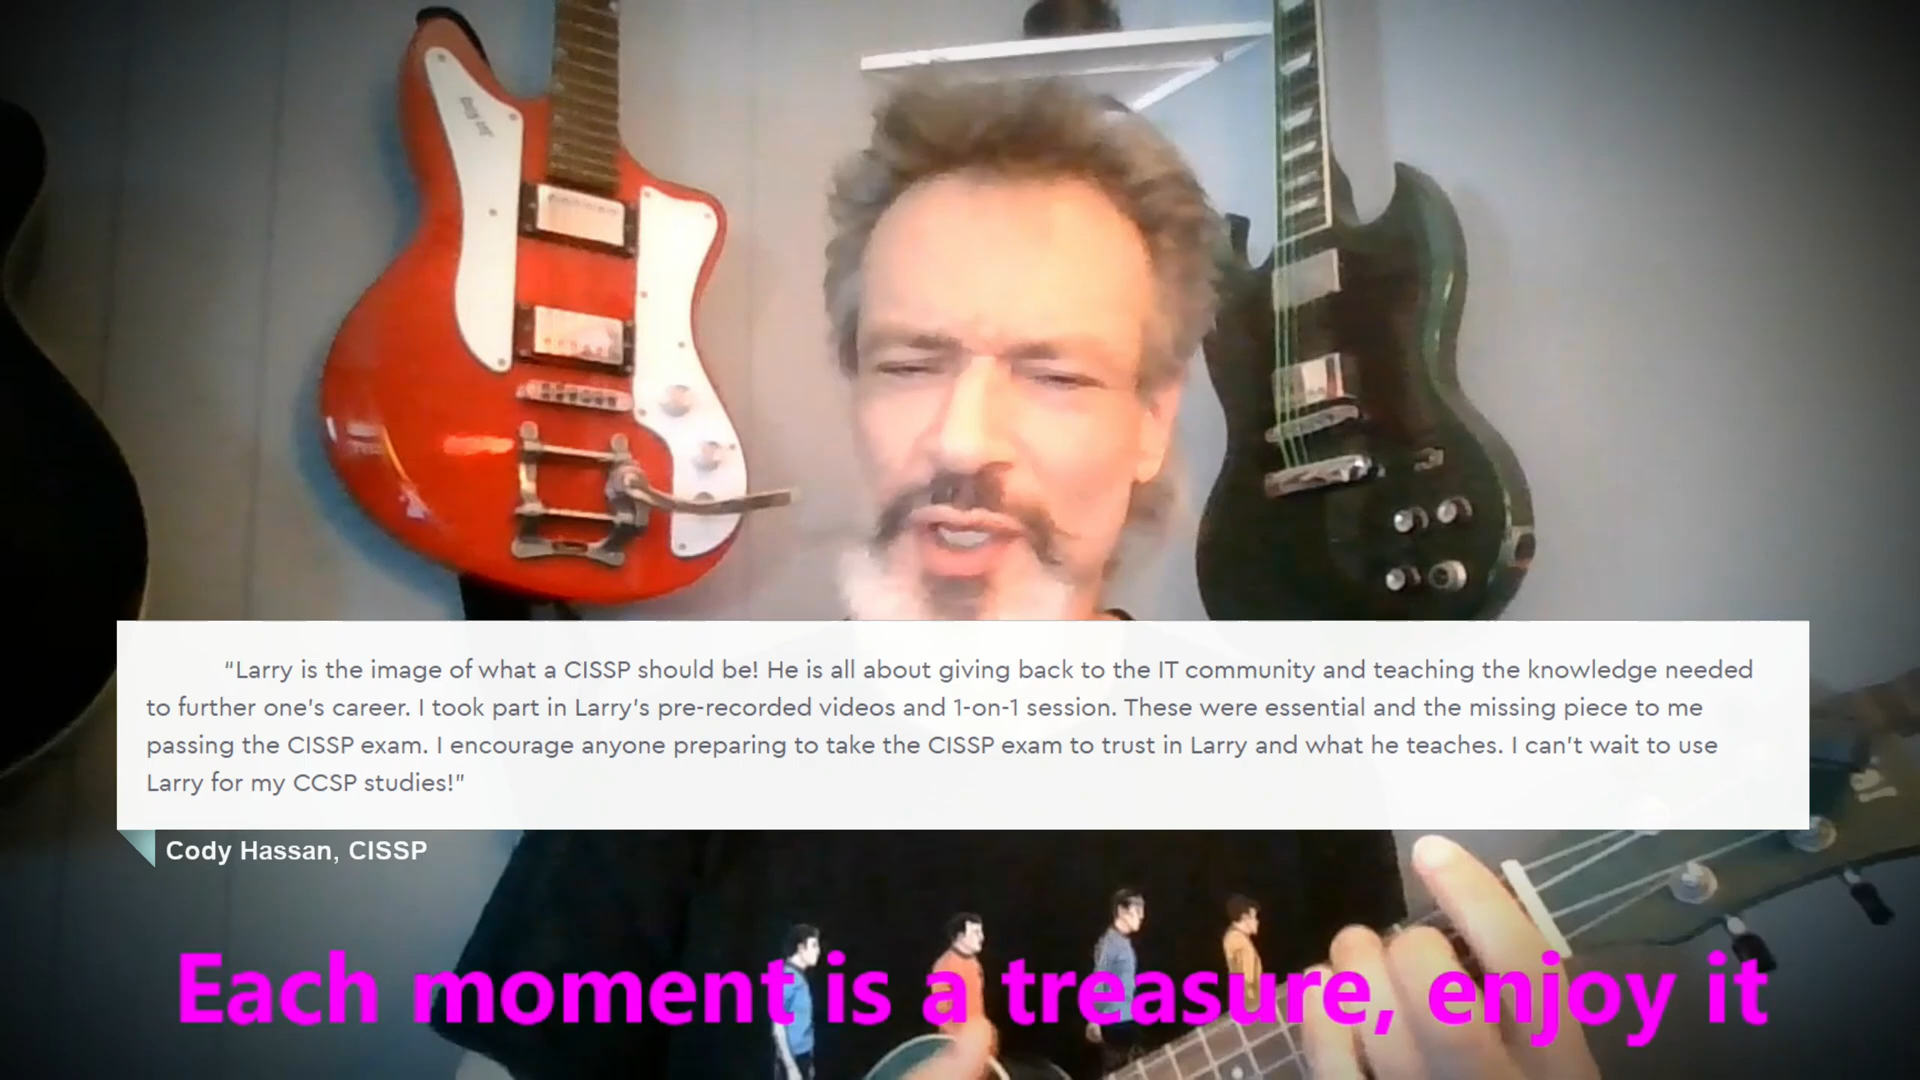 “Larry is the image of what a CISSP should be! He is all about giving back to the IT community and teaching the knowledge needed
to further one's career. I took part in Larry's pre-recorded videos and 1-on-1 session. These were essential and the missing piece to me
passing the CISSP exam. I encourage anyone preparing to take the CISSP exam to trust in Larry and what he teaches. I can't wait to use
Larry for my CCSP studies!”
Cody Hassan, CISSP
Each moment is a treasure, enjoy it